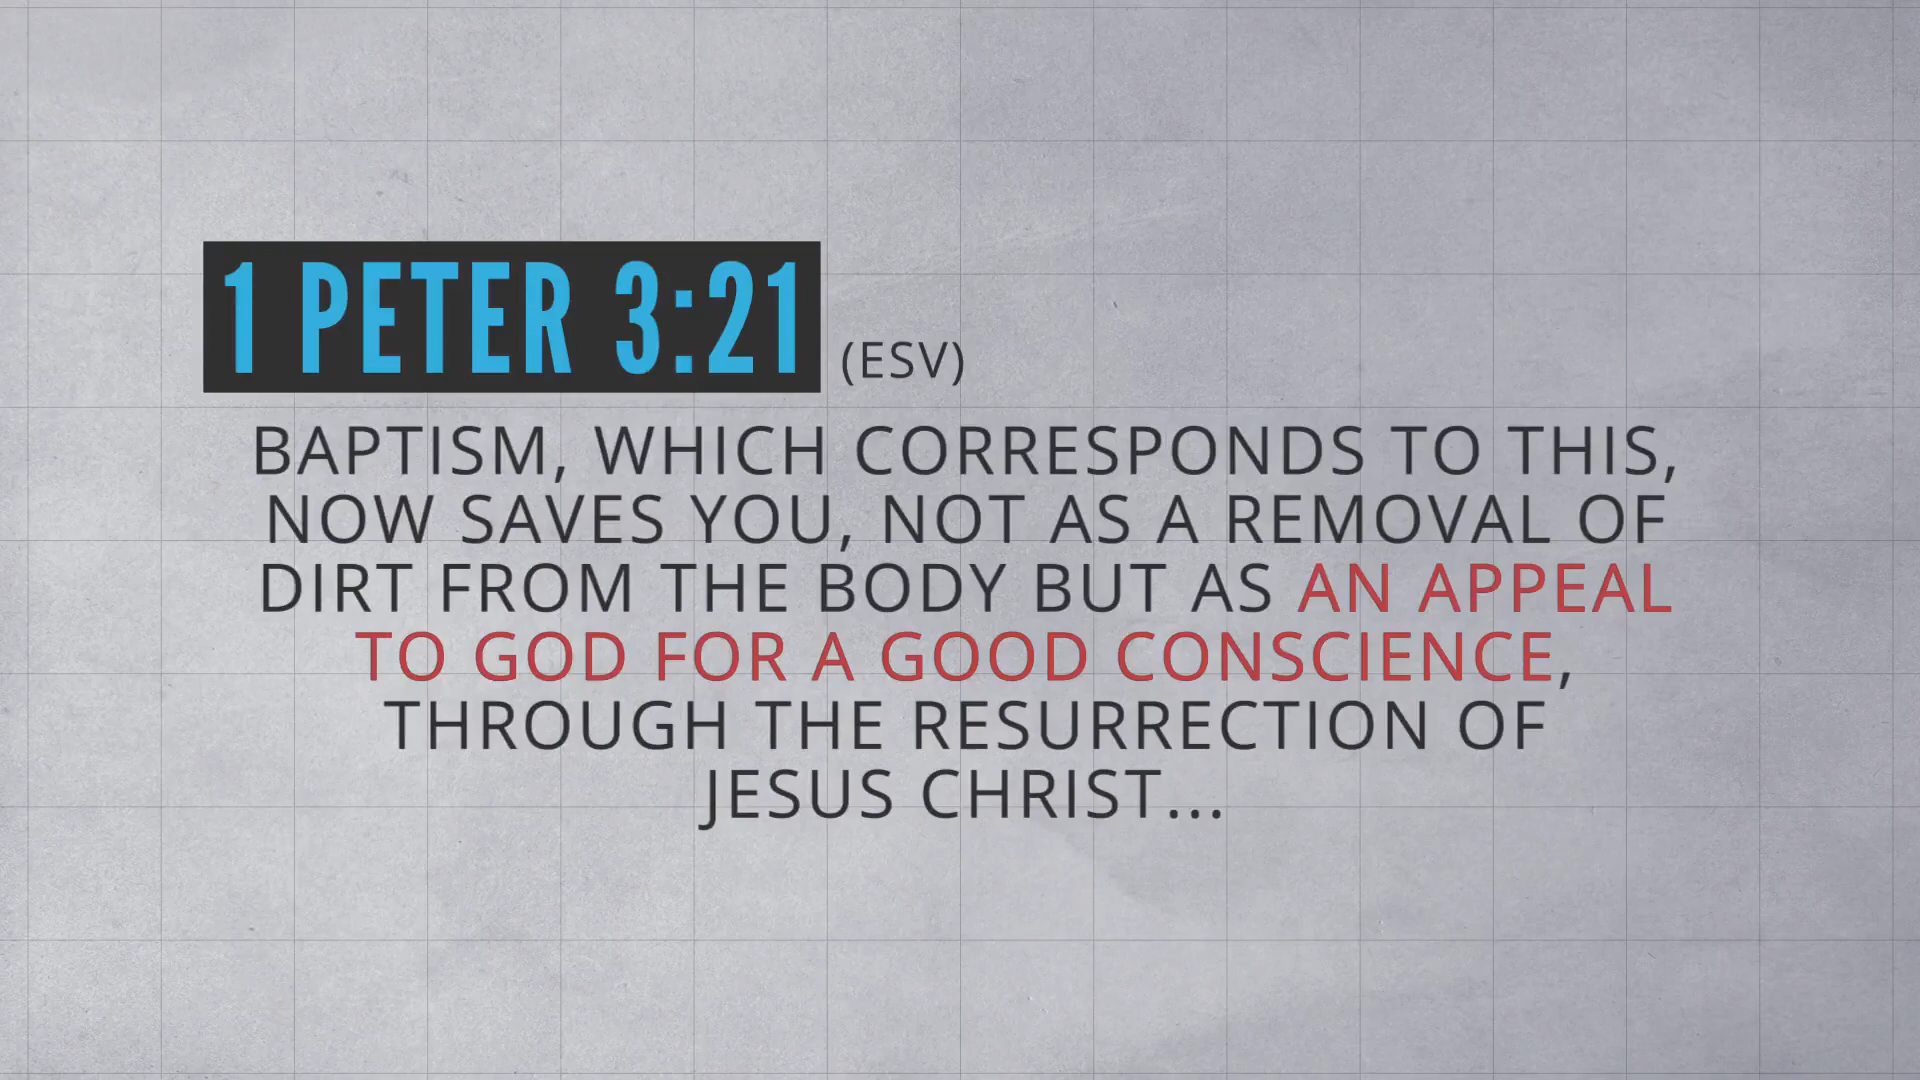 1 PETER 3:21 (ESV)
BAPTISM, WHICH CORRESPONDS TO THIS,
NOW SAVES YOU, NOT AS A REMOVAL OF
DIRT FROM THE BODY BUT AS AN APPEAL
TO GOD FOR A GOOD CONSCIENCE,
THROUGH THE RESURRECTION OF
JESUS CHRIST...